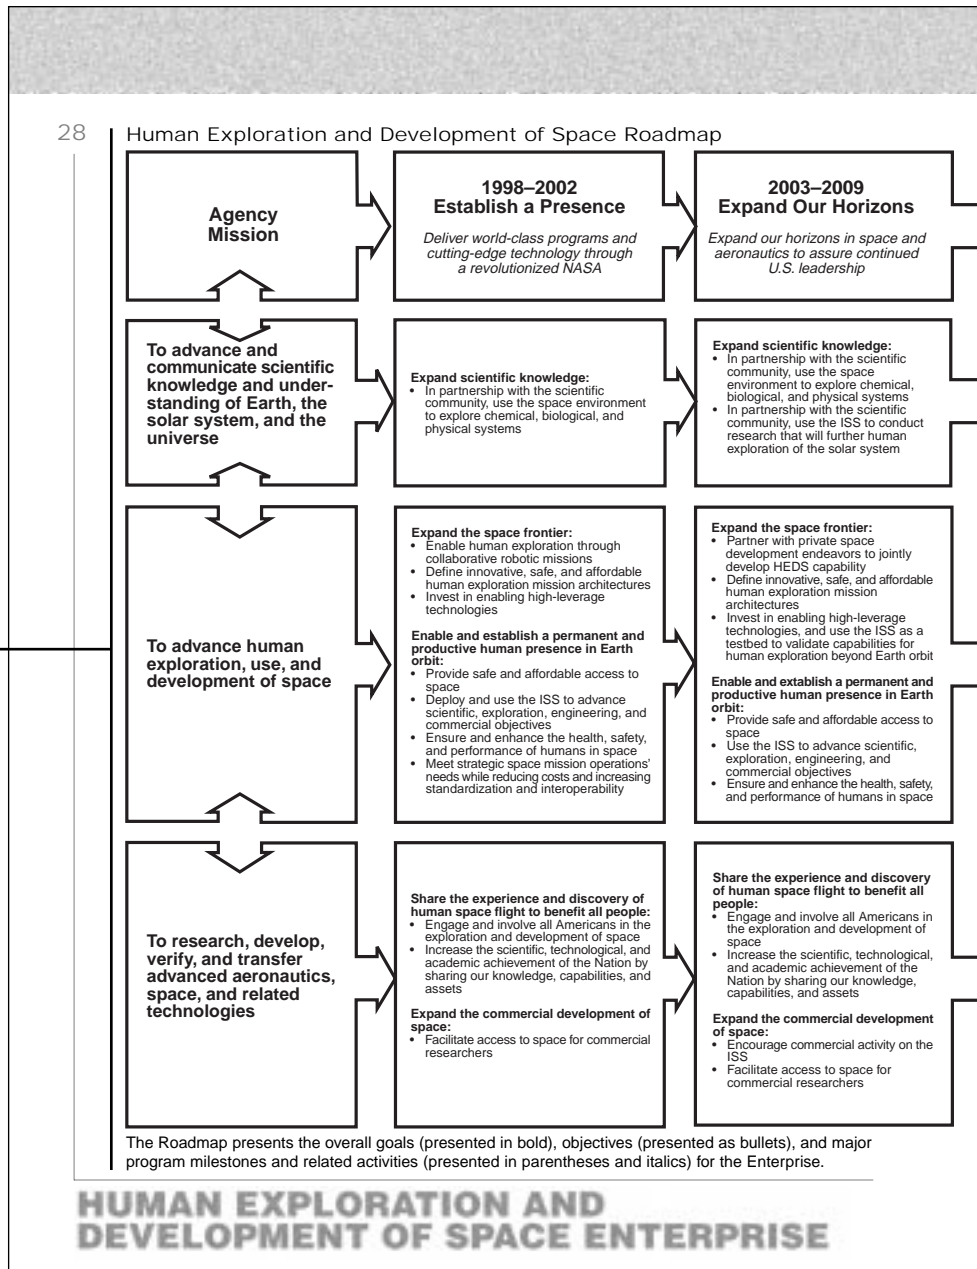 28
Human Exploration and Development of Space Roadmap
Agency
Mission
1998–2002
Establish a Presence
Deliver world-class programs and
cutting-edge technology through
a revolutionized NASA
2003–2009
Expand Our Horizons
Expand our horizons in space and
aeronautics to assure continued
U.S. leadership
To advance and
communicate scientific
knowledge and under-
standing of Earth, the
solar system, and the
universe
Expand scientific knowledge:
• In partnership with the scientific
community, use the space environment
to explore chemical, biological, and
physical systems
Expand scientific knowledge:
• In partnership with the scientific
community, use the space
environment to explore chemical,
biological, and physical systems
• In partnership with the scientific
community, use the ISS to conduct
research that will further human
exploration of the solar system
To advance human
exploration, use, and
development of space
Expand the space frontier:
• Enable human exploration through
collaborative robotic missions
• Define innovative, safe, and affordable
human exploration mission architectures
• Invest in enabling high-leverage
technologies
Enable and establish a permanent and
productive human presence in Earth
orbit:
• Provide safe and affordable access to
space
• Deploy and use the ISS to advance
scientific, exploration, engineering, and
commercial objectives
• Ensure and enhance the health, safety,
and performance of humans in space
• Meet strategic space mission operations'
needs while reducing costs and increasing
standardization and interoperability
Expand the space frontier:
• Partner with private space
development endeavors to jointly
develop HEDS capability
• Define innovative, safe, and affordable
human exploration mission
architectures
• Invest in enabling high-leverage
technologies, and use the ISS as a
testbed to validate capabilities for
human exploration beyond Earth orbit
Enable and establish a permanent and
productive human presence in Earth
orbit:
• Provide safe and affordable access to
space
• Use the ISS to advance scientific,
exploration, engineering, and
commercial objectives
• Ensure and enhance the health, safety,
and performance of humans in space
To research, develop,
verify, and transfer
advanced aeronautics,
space, and related
technologies
Share the experience and discovery of
human space flight to benefit all people:
• Engage and involve all Americans in the
exploration and development of space
• Increase the scientific, technological, and
academic achievement of the Nation by
sharing our knowledge, capabilities, and
assets
Expand the commercial development of
space:
• Facilitate access to space for commercial
researchers
Share the experience and discovery
of human space flight to benefit all
people:
• Engage and involve all Americans in
the exploration and development of
space
• Increase the scientific, technological,
and academic achievement of the
Nation by sharing our knowledge,
capabilities, and assets
Expand the commercial development
of space:
• Encourage commercial activity on the
ISS
• Facilitate access to space for
commercial researchers
The Roadmap presents the overall goals (presented in bold), objectives (presented as bullets), and major
program milestones and related activities (presented in parentheses and italics) for the Enterprise.
HUMAN EXPLORATION AND
DEVELOPMENT OF SPACE ENTERPRISE